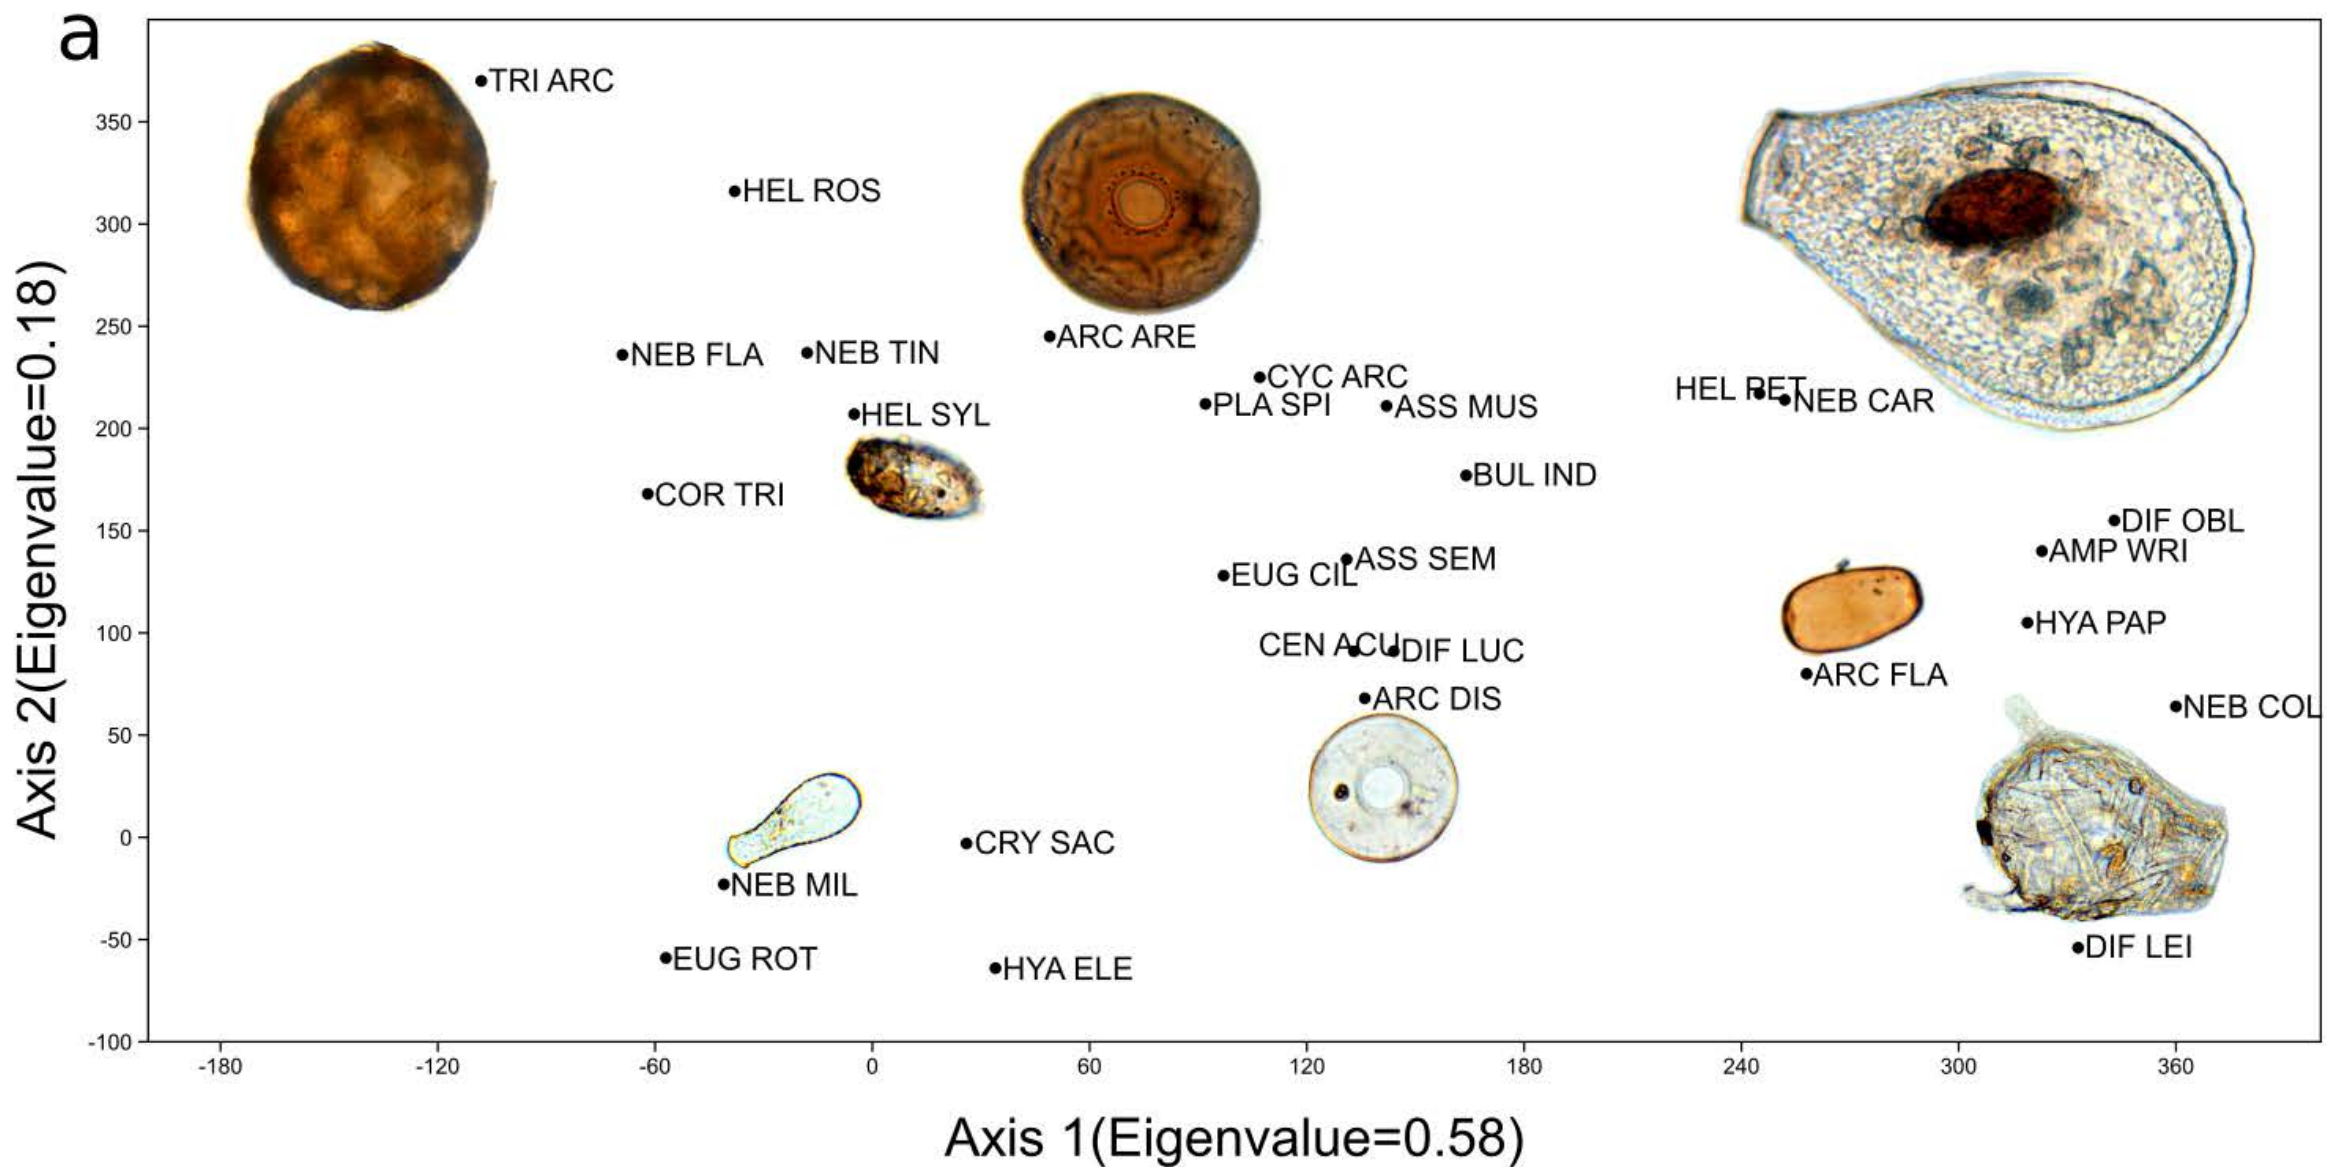 a
TRI ARC
350
HEL ROS
300
250
ARC ARE
NEB FLA
NEB TIN
CYC ARC
HEL PET
NEB CAR
PLA SPI
ASS MUS
HEL SYL
200
BUL IND
COR TRI
150
DIF OBL
AMP WRI
ASS SEM
EUG CIL
100
HYA PAP
CEN ACU
DIF LUC
ARC FLA
ARC DIS
NEB COL
50
0
CRY SAC
NEB MIL
-50
DIF LEI
EUG ROT
HYA ELE
-100
-180 -120 -60 0 60 120 180 240 300 360
Axis 1(Eigenvalue=0.58)
Axis 2(Eigenvalue=0.18)